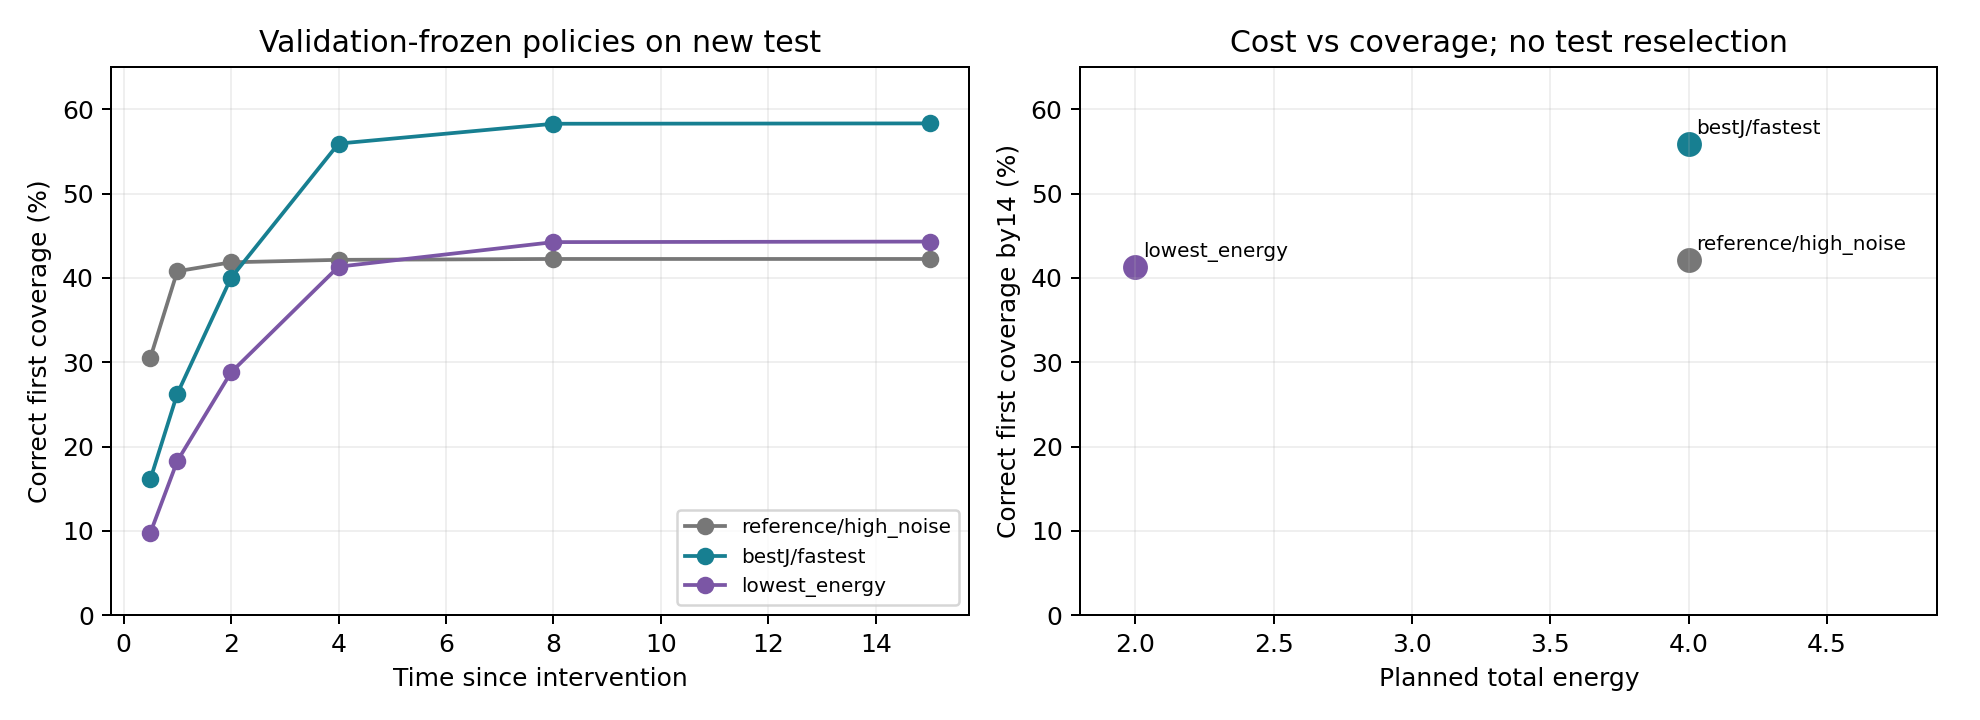 Validation-frozen policies on new test
Correct first coverage (%)
60
50
40
30
20
10
0
0
2
4
6
8
10
12
14
Time since intervention
reference/high_noise
bestJ/fastest
lowest_energy
Cost vs coverage; no test reselection
Correct first coverage by14 (%)
60
50
40
30
20
10
0
bestJ/fastest
reference/high_noise
lowest_energy
2.0
2.5
3.0
3.5
4.0
4.5
Planned total energy